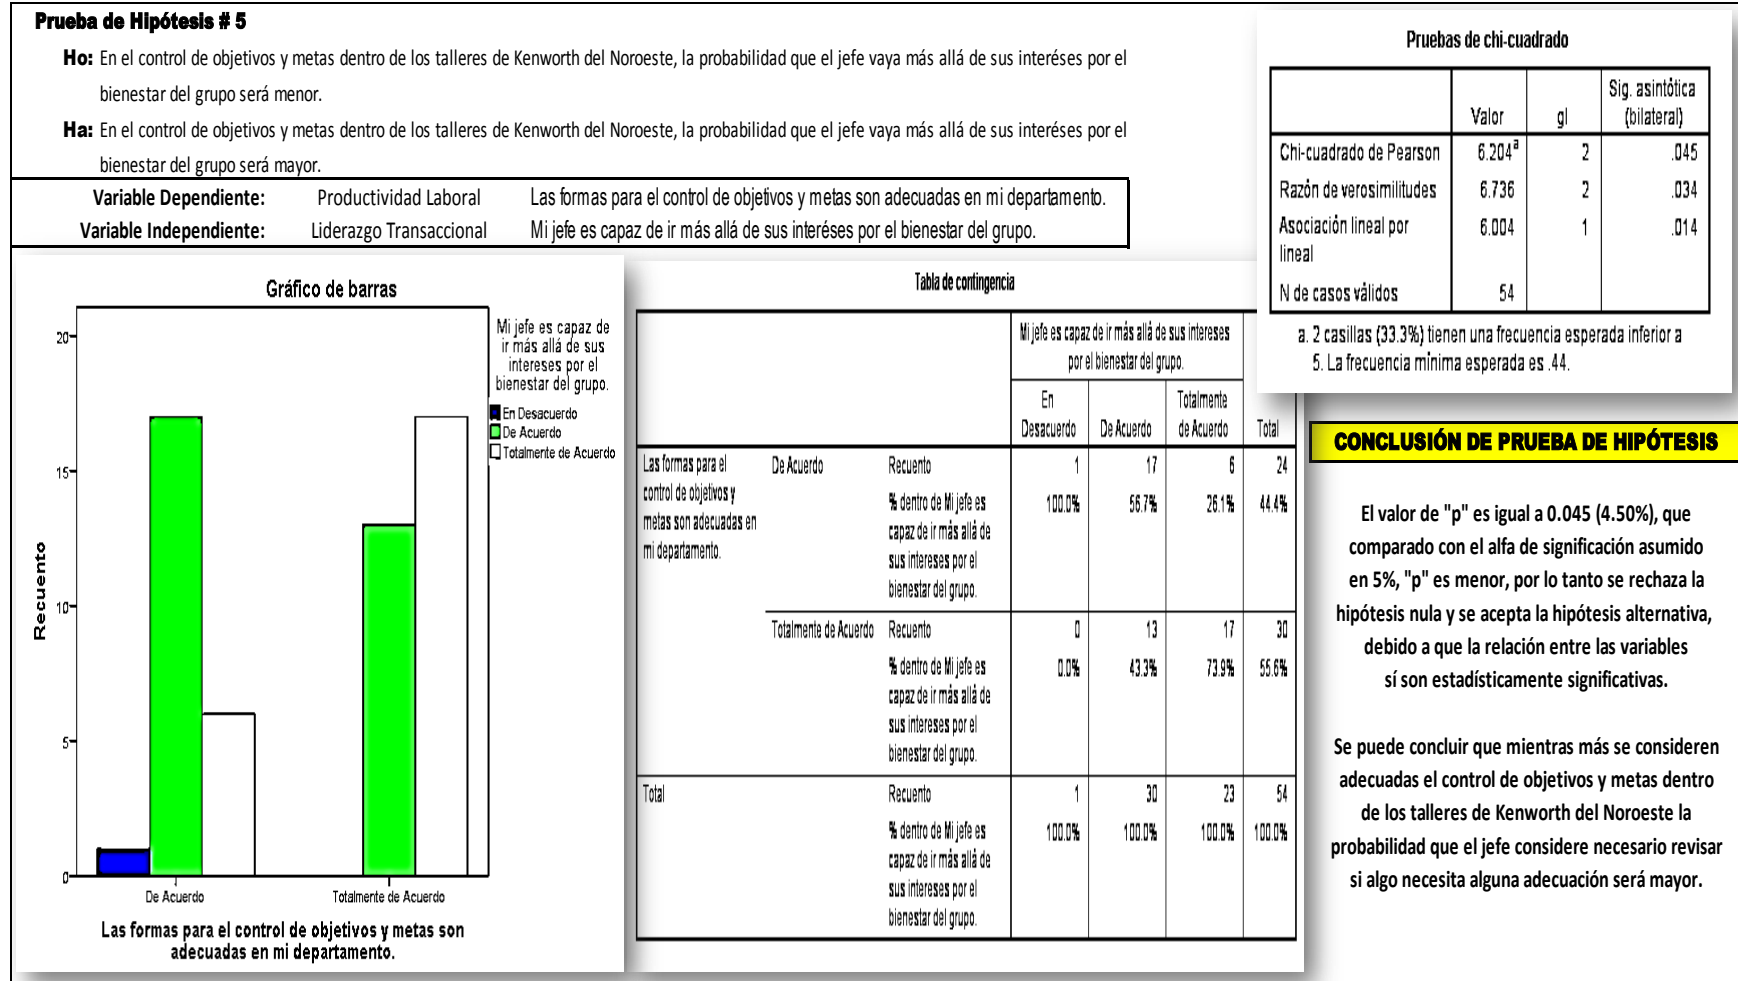 Prueba de Hipótesis # 5
Ho: En el control de objetivos y metas dentro de los talleres de Kenworth del Noroeste, la probabilidad que el jefe vaya más allá de sus interéses por el
bienestar del grupo será menor.
Ha: En el control de objetivos y metas dentro de los talleres de Kenworth del Noroeste, la probabilidad que el jefe vaya más allá de sus interéses por el
bienestar del grupo será mayor.
Variable Dependiente: Productividad Laboral Las formas para el control de objetivos y metas son adecuadas en mi departamento.
Variable Independiente: Liderazgo Transaccional Mi jefe es capaz de ir más allá de sus interéses por el bienestar del grupo.
Pruebas de chi-cuadrado
Valor gl Sig. asintótica
(bilateral)
Chi-cuadrado de Pearson 6.204a 2 .045
Razón de verosimilitudes 6.736 2 .034
Asociación lineal por 6.004 1 .014
lineal
N de casos válidos 54
a. 2 casillas (33.3%) tienen una frecuencia esperada inferior a
5. La frecuencia mínima esperada es .44.
Gráfico de barras
Mi jefe es capaz de
ir más allá de sus
intereses por el
bienestar del grupo.
En Desacuerdo
De Acuerdo
Totalmente de Acuerdo
Recuento
20
15
10
5
0
De Acuerdo Totalmente de Acuerdo
Las formas para el control de objetivos y metas son
adecuadas en mi departamento.
Tabla de contingencia
Mi jefe es capaz de ir más allá de sus intereses
por el bienestar del grupo.
En
Desacuerdo De Acuerdo Totalmente
de Acuerdo Total
Las formas para el De Acuerdo Recuento 1 17 6 24
control de objetivos y % dentro de Mi jefe es 100.0% 56.7% 26.1% 44.4%
metas son adecuadas en capaz de ir más allá de
mi departamento. sus intereses por el
bienestar del grupo.
Totalmente de Acuerdo Recuento 0 13 17 30
% dentro de Mi jefe es 0.0% 43.3% 73.9% 55.6%
capaz de ir más allá de
sus intereses por el
bienestar del grupo.
Total Recuento 1 30 23 54
% dentro de Mi jefe es 100.0% 100.0% 100.0% 100.0%
capaz de ir más allá de
sus intereses por el
bienestar del grupo.
CONCLUSIÓN DE PRUEBA DE HIPÓTESIS
El valor de "p" es igual a 0.045 (4.50%), que
comparado con el alfa de significación asumido
en 5%, "p" es menor, por lo tanto se rechaza la
hipótesis nula y se acepta la hipótesis alternativa,
debido a que la relación entre las variables
sí son estadísticamente significativas.
Se puede concluir que mientras más se consideren
adecuadas el control de objetivos y metas dentro
de los talleres de Kenworth del Noroeste la
probabilidad que el jefe considere necesario revisar
si algo necesita alguna adecuación será mayor.